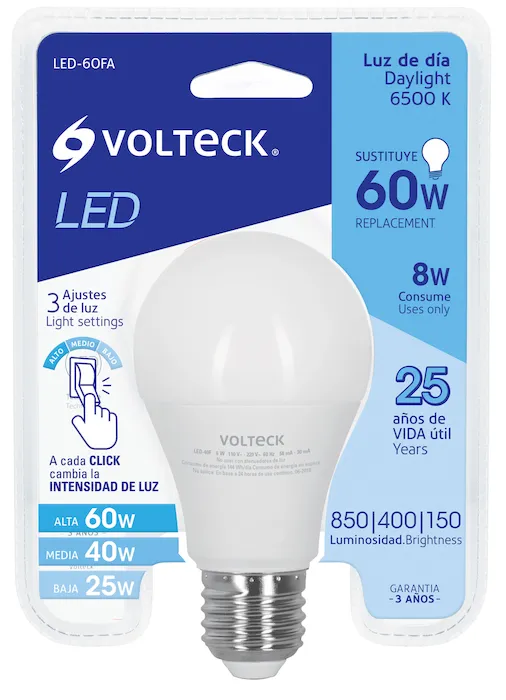 LED-60FA
VOLTECK®
LED
Luz de día
Daylight
6500 K
SUSTITUYE
60W
REPLACEMENT
8W
Consume
Uses only
25
años de
VIDA útil
Years
850|400|150
Luminosidad.Brightness
GARANTIA
- 3 AÑOS -
3 Ajustes
de luz
Light settings
ALTO MEDIO BAJO
A cada CLICK
cambia la
INTENSIDAD DE LUZ
ALTA 60W
MEDIA 40W
BAJA 25W
VOLTECK